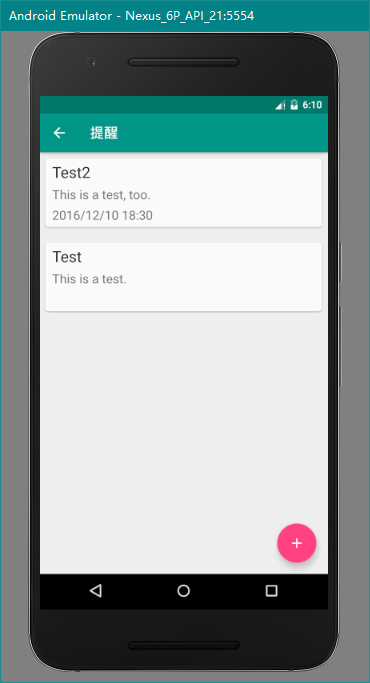 Android Emulator - Nexus_6P_API_21:5554
6:10
提醒
Test2
This is a test, too.
2016/12/10 18:30
Test
This is a test.